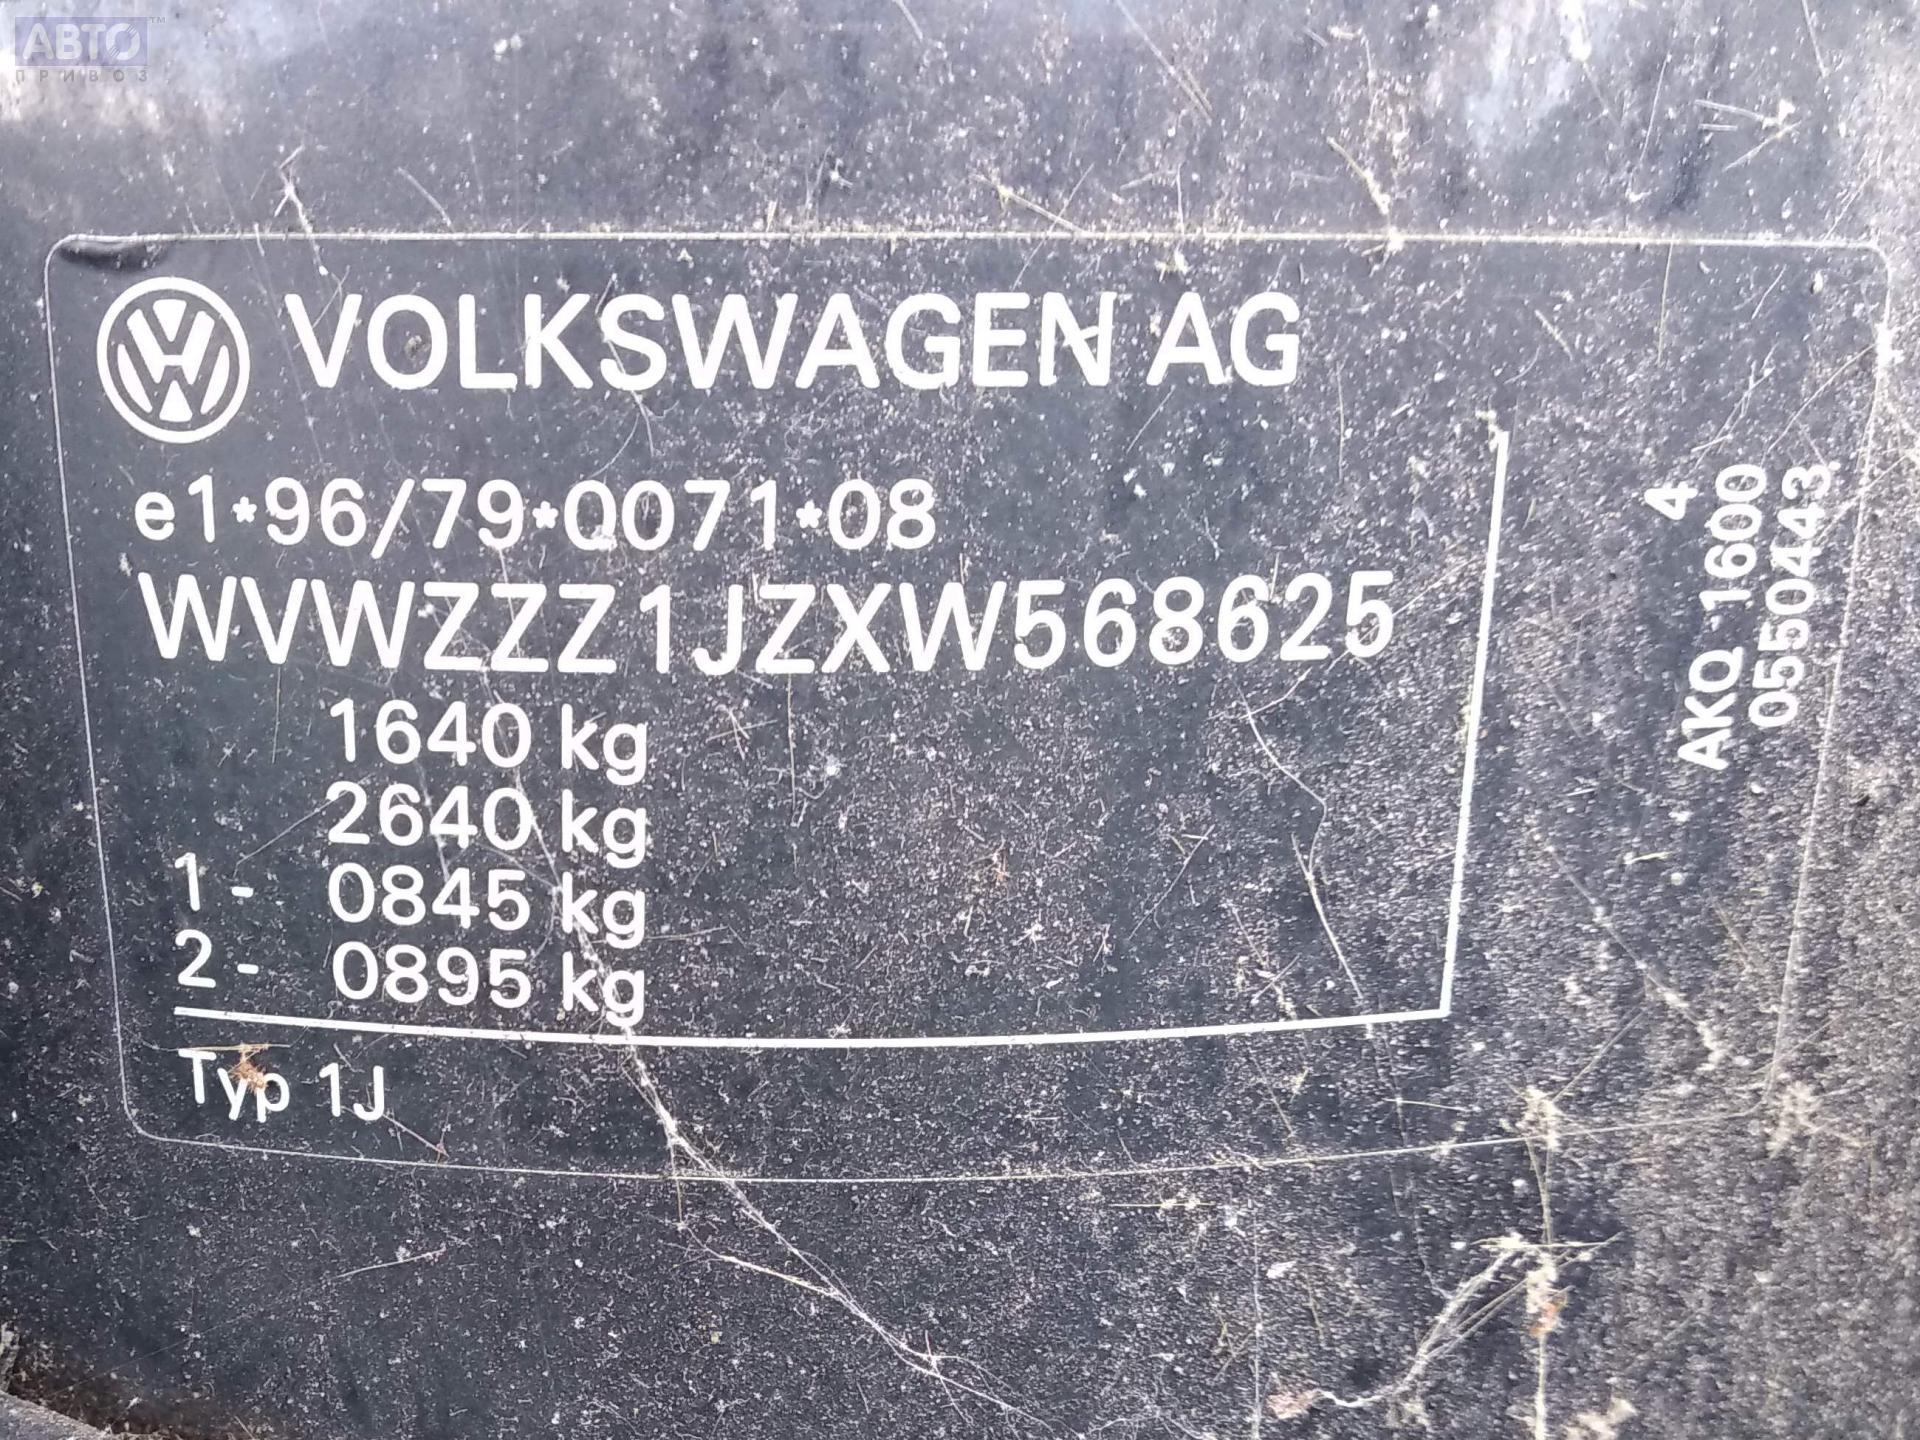 АВТО™
ПРИВОЗ
VOLKSWAGEN AG
e1*96/79*0071*08
WVWZZZ1JZXW568625
1640 kg
2640 kg
1 - 0845 kg
2 - 0895 kg
Typ 1J
4
AKQ 1600
0550443